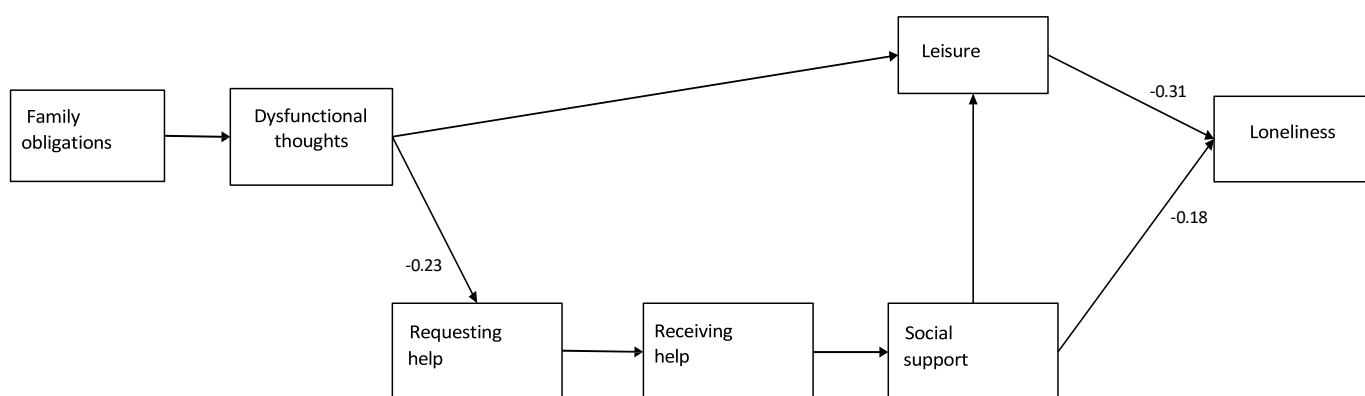 Leisure
-0.31
Family
obligations
Dysfunctional
thoughts
Loneliness
-0.18
-0.23
Requesting
help
Receiving
help
Social
support